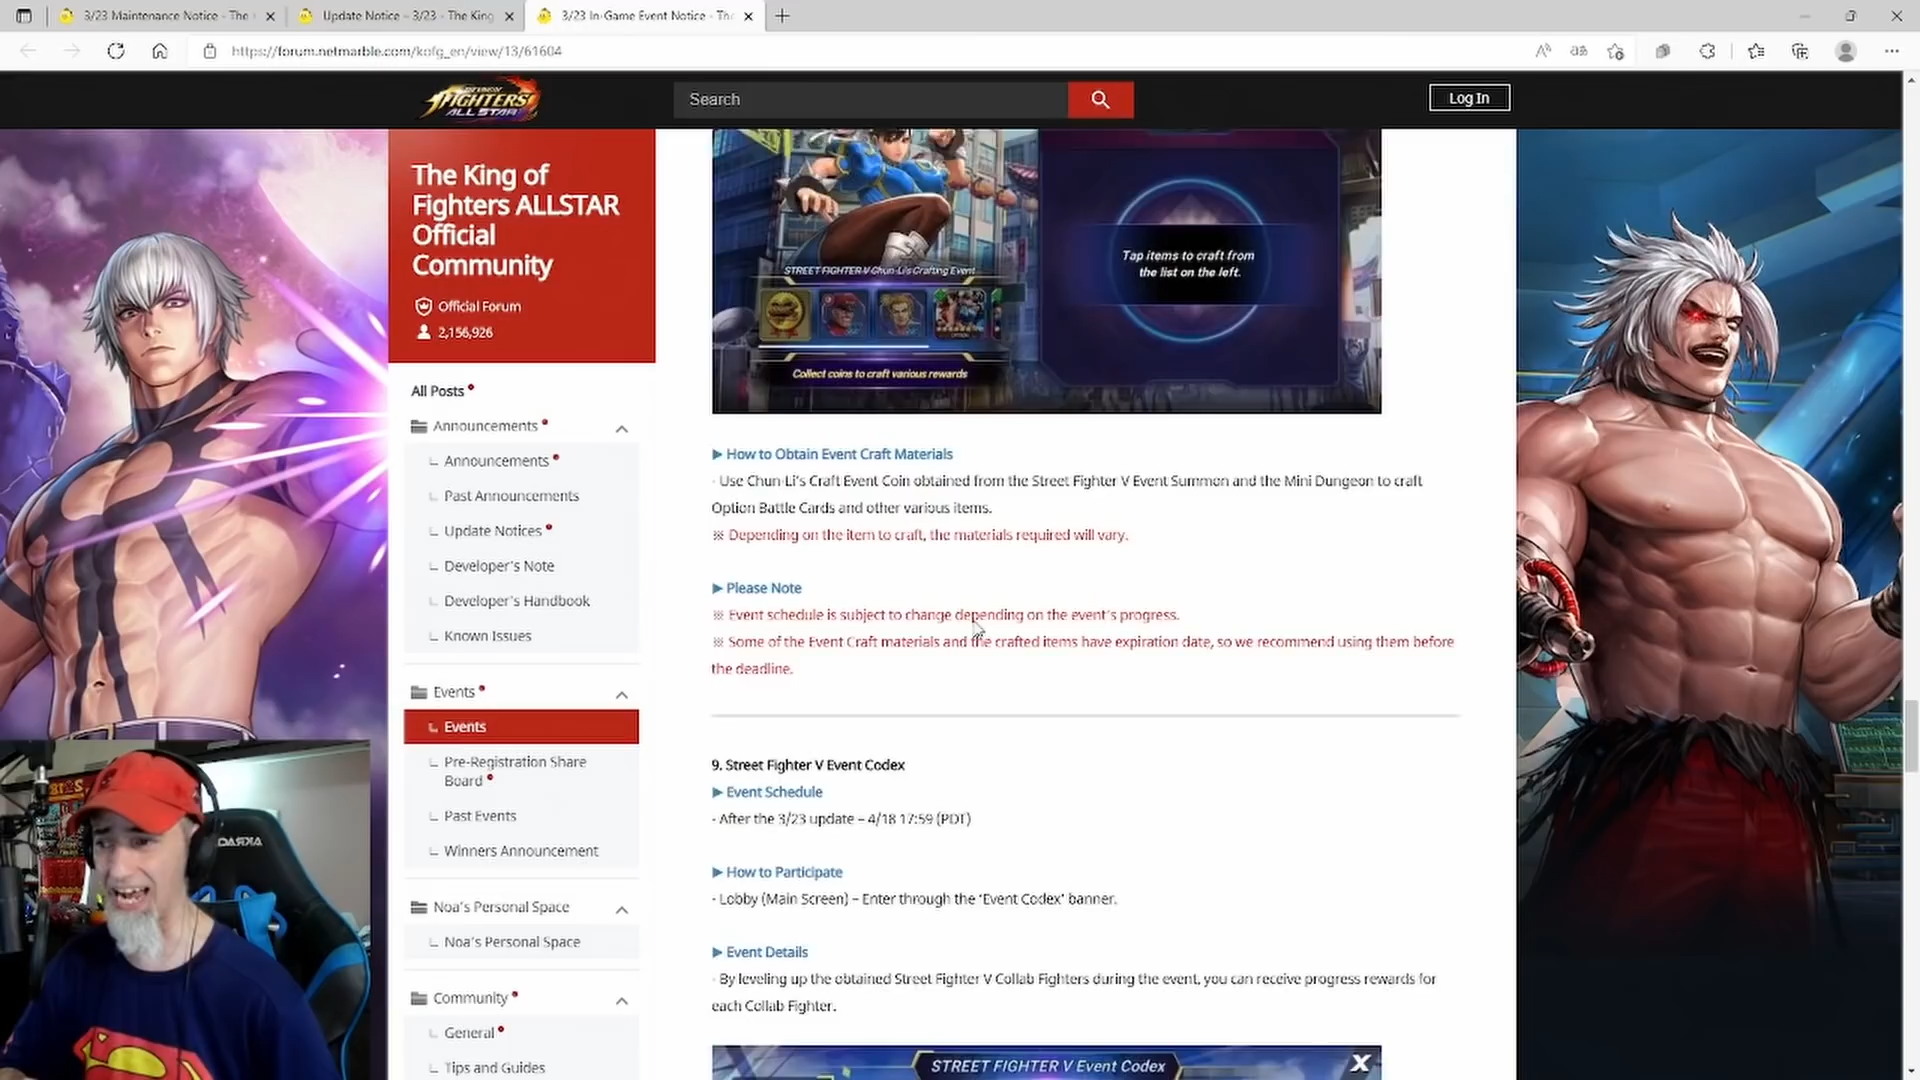 3/23 Maintenance Notice - The
Update Notice – 3/23 - The King
3/23 In-Game Event Notice - The
https://forum.netmarble.com/kofg_en/view/13/61604
FIGHTERS
ALL STAR
Search
Log In
The King of
Fighters ALLSTAR
Official
Community
Official Forum
2,156,926
All Posts
Announcements
Announcements
Past Announcements
Update Notices
Developer's Note
Developer's Handbook
Known Issues
Events
Events
Pre-Registration Share
Board
Past Events
Winners Announcement
Noa's Personal Space
Noa's Personal Space
Community
General
Tips and Guides
STREET FIGHTER V Chun-Li's Crafting Event
Collect coins to craft various rewards
Tap items to craft from
the list on the left.
▶ How to Obtain Event Craft Materials
- Use Chun-Li's Craft Event Coin obtained from the Street Fighter V Event Summon and the Mini Dungeon to craft
Option Battle Cards and other various items.
※ Depending on the item to craft, the materials required will vary.
▶ Please Note
※ Event schedule is subject to change depending on the event's progress.
※ Some of the Event Craft materials and the crafted items have expiration date, so we recommend using them before
the deadline.
9. Street Fighter V Event Codex
▶ Event Schedule
- After the 3/23 update – 4/18 17:59 (PDT)
▶ How to Participate
- Lobby (Main Screen) – Enter through the 'Event Codex' banner.
▶ Event Details
- By leveling up the obtained Street Fighter V Collab Fighters during the event, you can receive progress rewards for
each Collab Fighter.
STREET FIGHTER V Event Codex
X
AKRAC